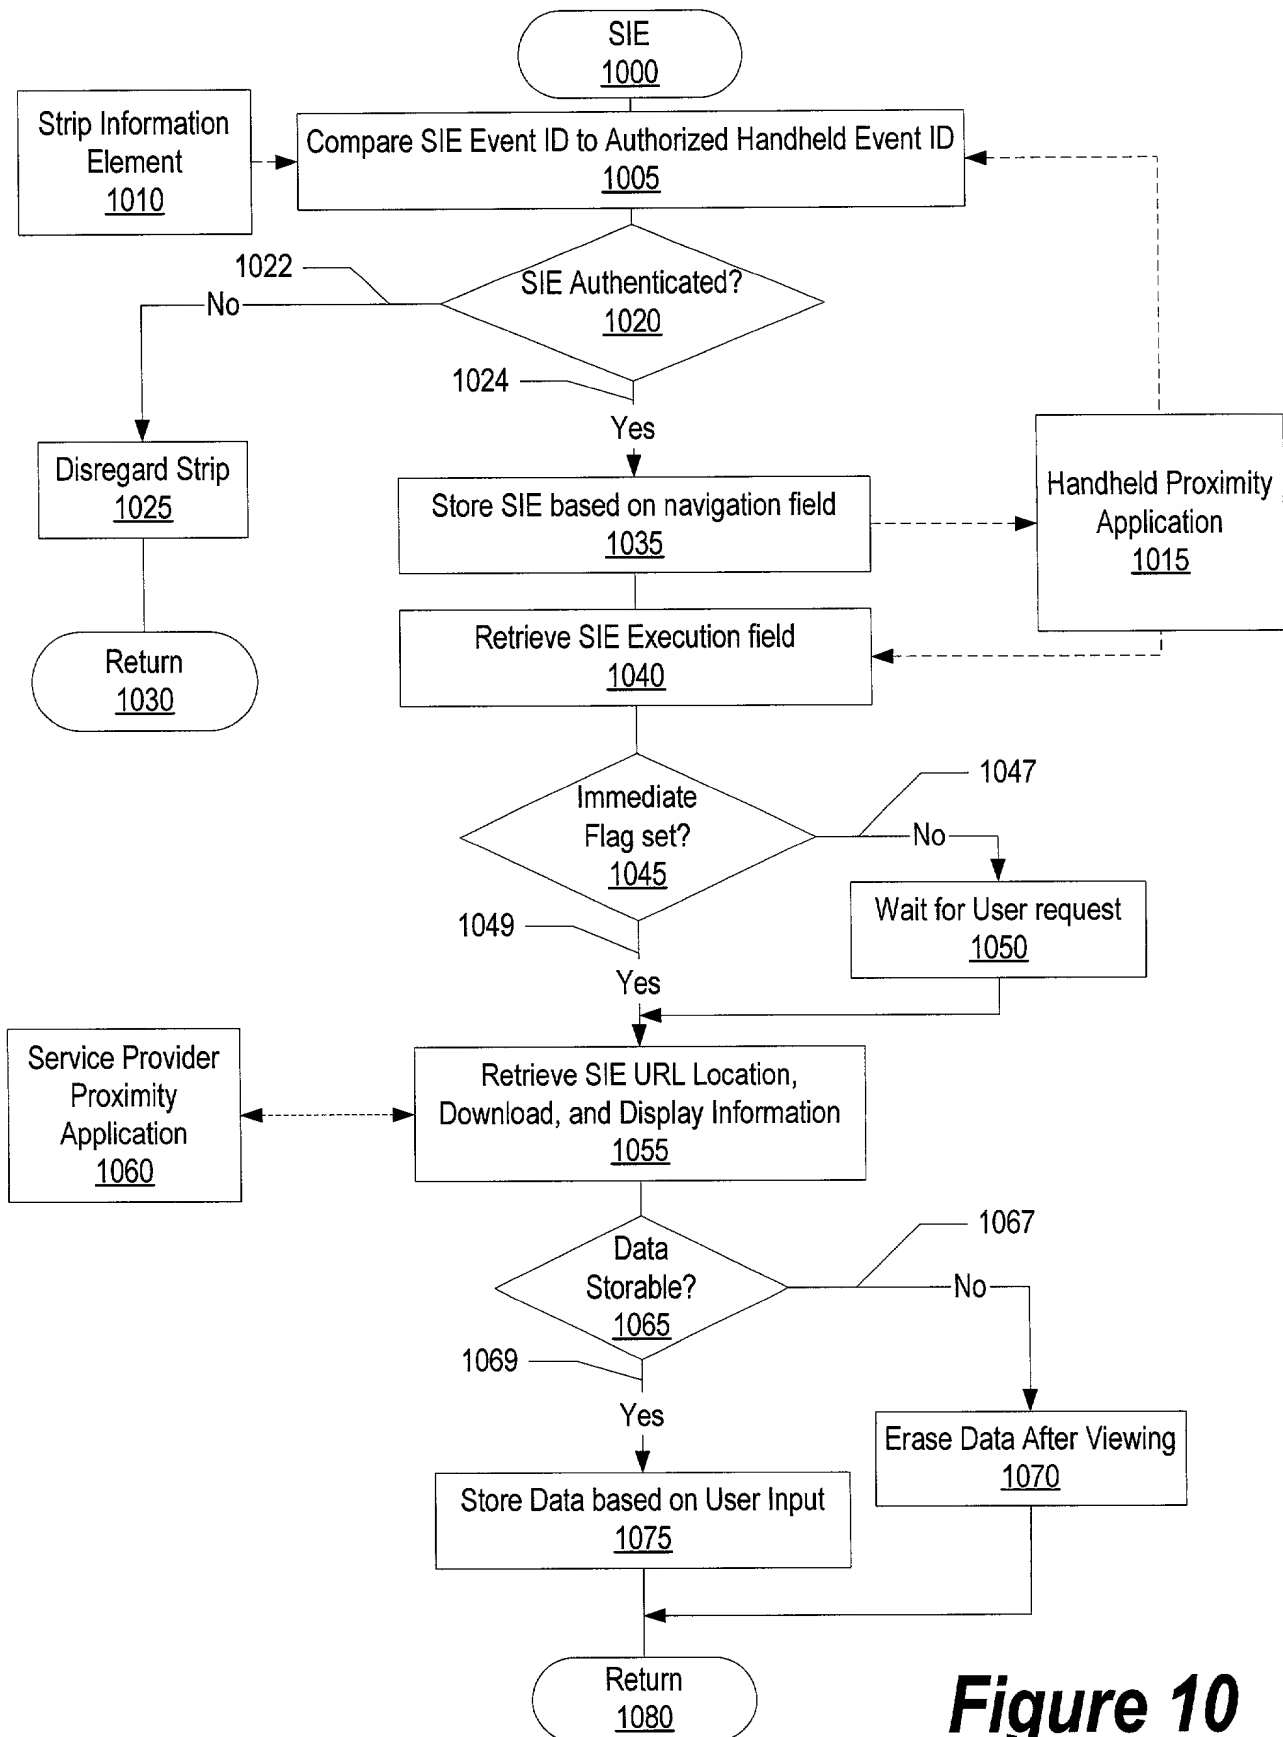 SIE
1000
Strip Information
Element
1010
Compare SIE Event ID to Authorized Handheld Event ID
1005
1022
No
SIE Authenticated?
1020
1024
Yes
Disregard Strip
1025
Store SIE based on navigation field
1035
Handheld Proximity
Application
1015
Return
1030
Retrieve SIE Execution field
1040
Immediate
Flag set?
1045
1047
No
1049
Yes
Wait for User request
1050
Service Provider
Proximity
Application
1060
Retrieve SIE URL Location,
Download, and Display Information
1055
Data
Storable?
1065
1067
No
1069
Yes
Erase Data After Viewing
1070
Store Data based on User Input
1075
Return
1080
Figure 10